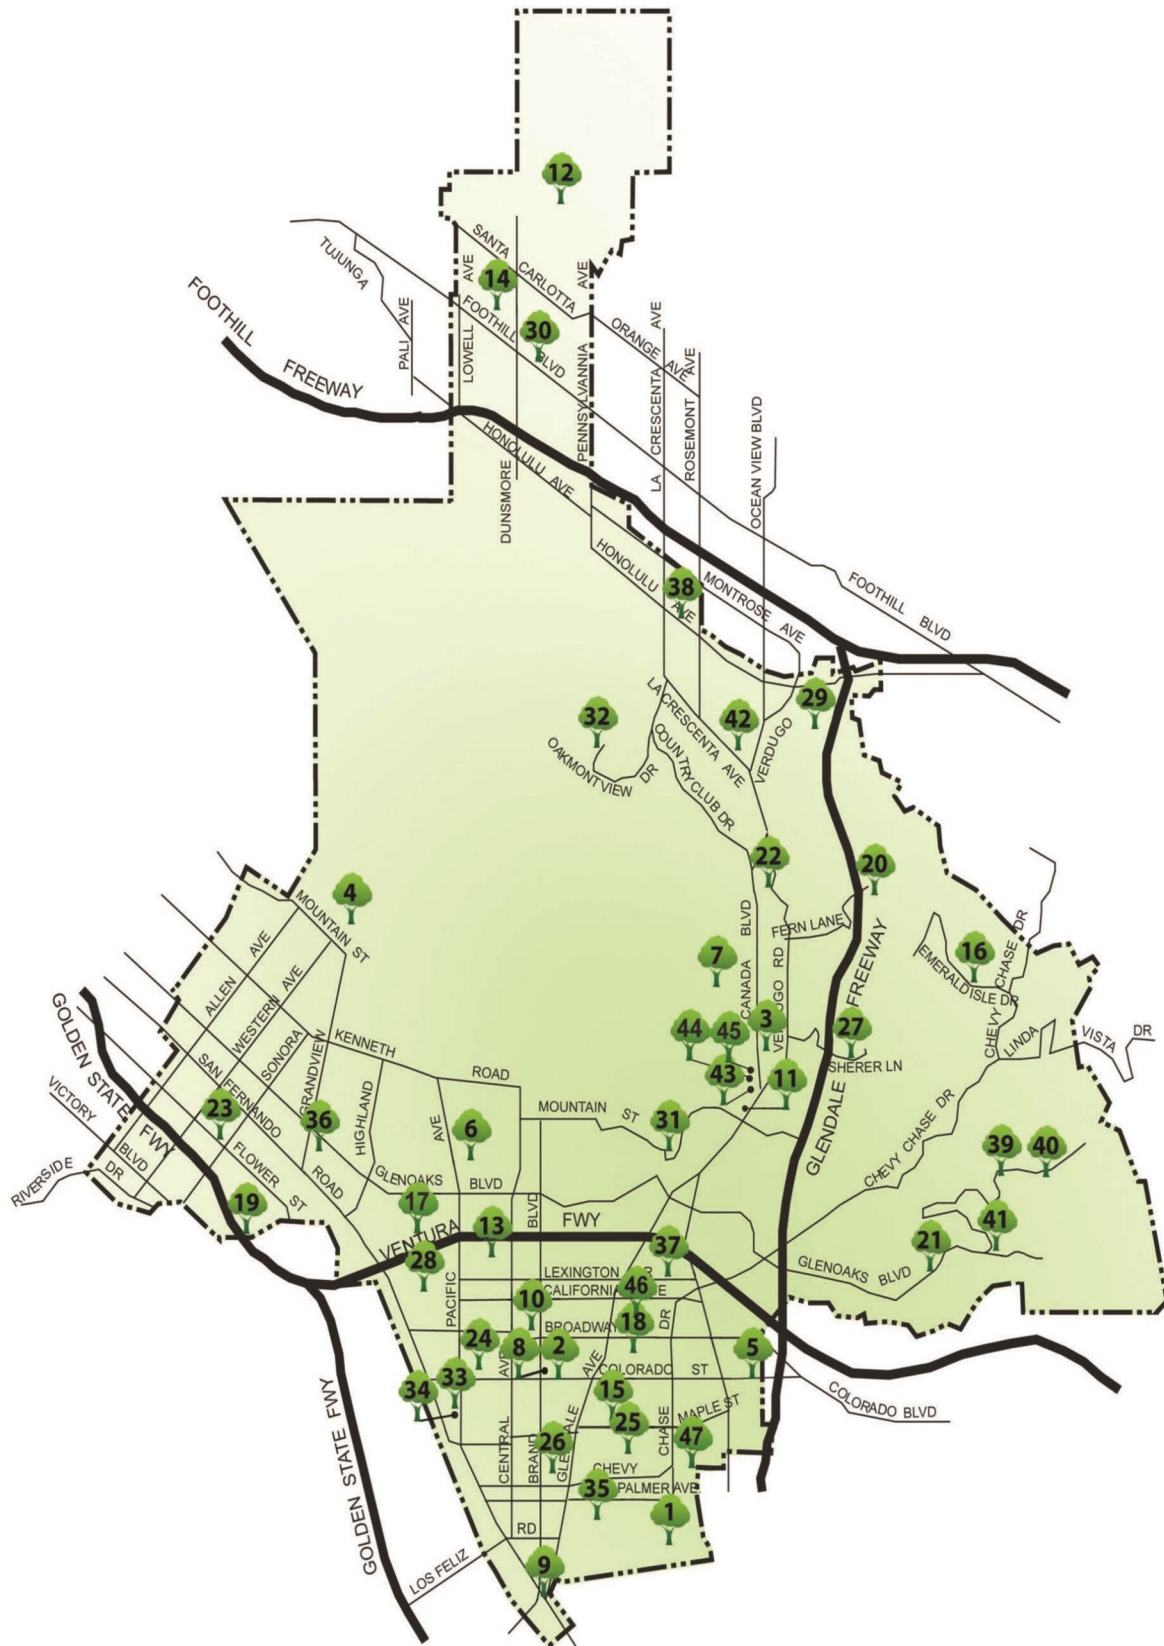 12
SANTA
CARLOTTA
TUJUNGA
AVE
14
AVE
FOOTHILL
FREEWAY
PALI AVE
LOWELL
FOOTHILL
BLVD
30
ORANGE AVE
LA CRESCENTA AVE
ROSEMONT AVE
PENNSYLVANNIA
OCEAN VIEW BLVD
HONOLULU AVE
DUNSMORE
HONOLULU AVE
38
MONTROSE AVE
FOOTHILL BLVD
29
32
42
LA CRESCENTA AVE
VERDUGO
OAKMONTVIEW DR
COUNTRY CLUB DR
22
20
4
MOUNTAIN ST
FERN LANE
CANADA BLVD
7
16
EMERALD ISLE DR
CHEVY CHASE DR
ALLEN AVE
WESTERN AVE
VERDUGO RD
3
44
45
27
SHERER LN
LINDA VISTA DR
GOLDEN STATE FWY
SAN FERNANDO ROAD
SONORA
GRANDVIEW
KENNETH ROAD
HIGHLAND
43
11
GLENDALE FREEWAY
CHEVY CHASE DR
VICTORY BLVD
23
36
AVE
6
MOUNTAIN ST
31
39
40
RIVERSIDE DR
FLOWER ST
GLENOAKS BLVD
19
17
13
BLVD
VENTURA FWY
37
41
21
28
GLENOAKS BLVD
LEXINGTON DR
CALIFORNIA AVE
46
PACIFIC
10
BROADWAY
18
DR
24
8
2
5
AVE
AVE
COLORADO ST
33
34
15
COLORADO BLVD
25
MAPLE ST
CHASE
47
CENTRAL
BRAND
26
GLENDALE
CHEVY
35
PALMER AVE
1
GOLDEN STATE FWY
LOS FELIZ RD
9